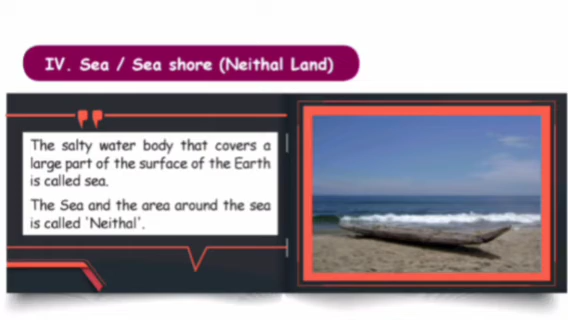 IV. Sea / Sea shore (Neithal Land)
The salty water body that covers a
large part of the surface of the Earth
is called sea.
The Sea and the area around the sea
is called 'Neithal'.